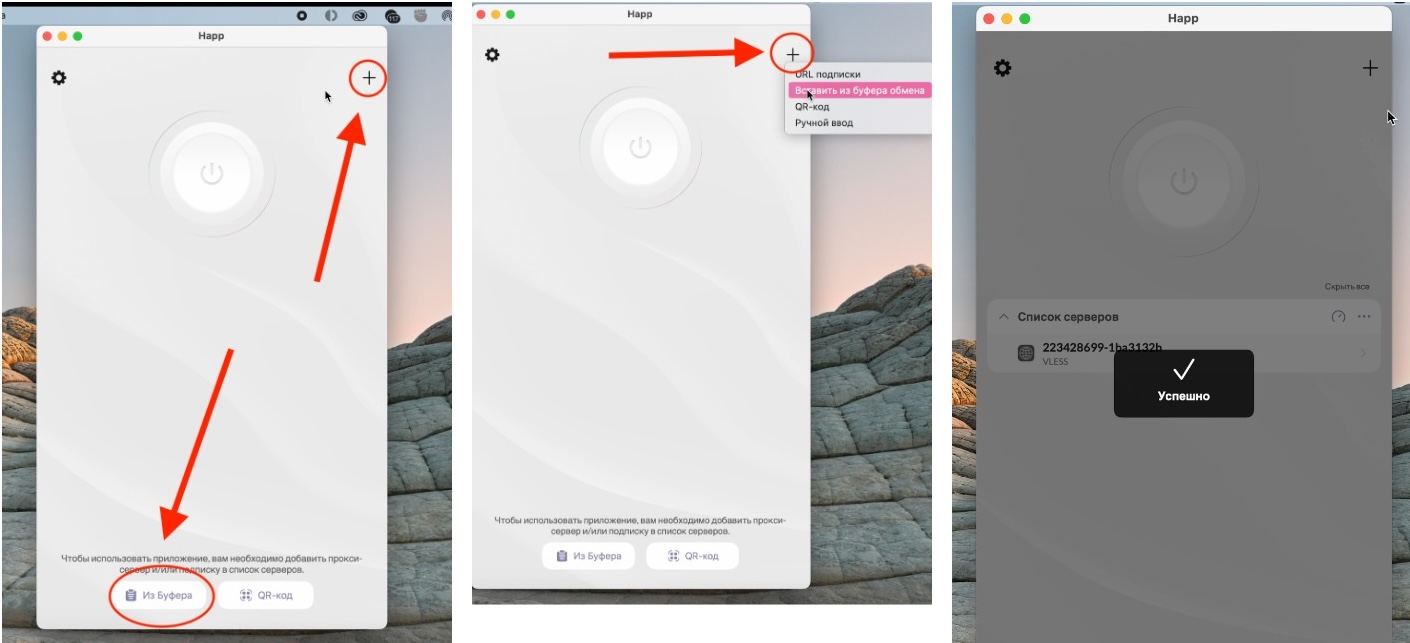 Happ
Чтобы использовать приложение, вам необходимо добавить прокси-
сервер и/или подписку в список серверов.
Из Буфера
QR-код
Happ
URL подписки
Вставить из буфера обмена
QR-код
Ручной ввод
Чтобы использовать приложение, вам необходимо добавить прокси-
сервер и/или подписку в список серверов.
Из Буфера
QR-код
Happ
Скрыть все
Список серверов
223428699-1ba3132b
VLESS
Успешно